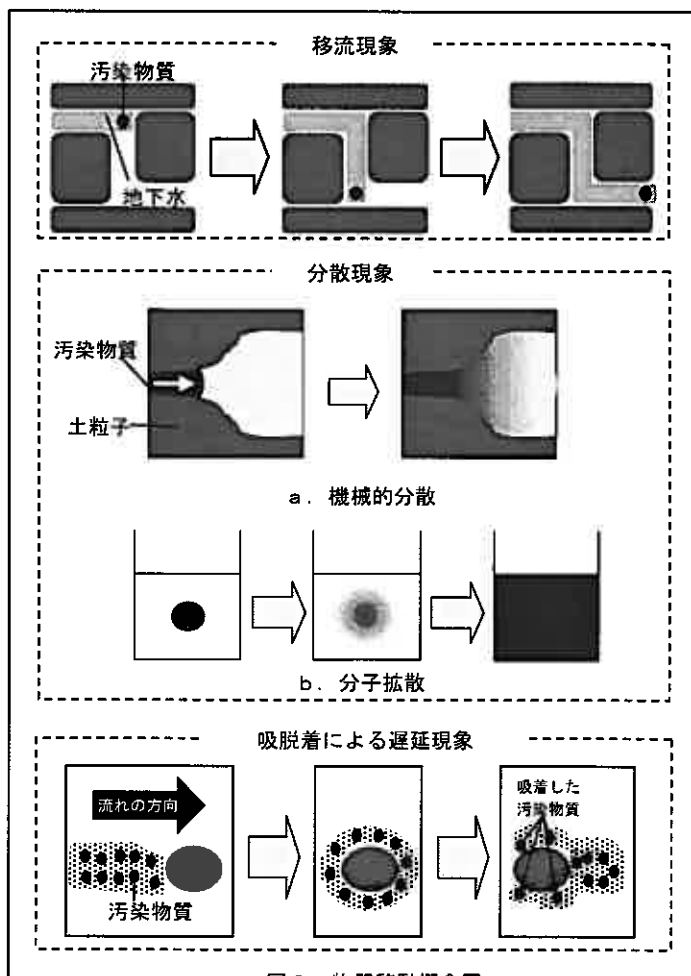 移流現象
汚染物質
地下水
分散現象
汚染物質
土粒子
a．機械的分散
b．分子拡散
吸脱着による遅延現象
流れの方向
汚染物質
吸着した
汚染物質